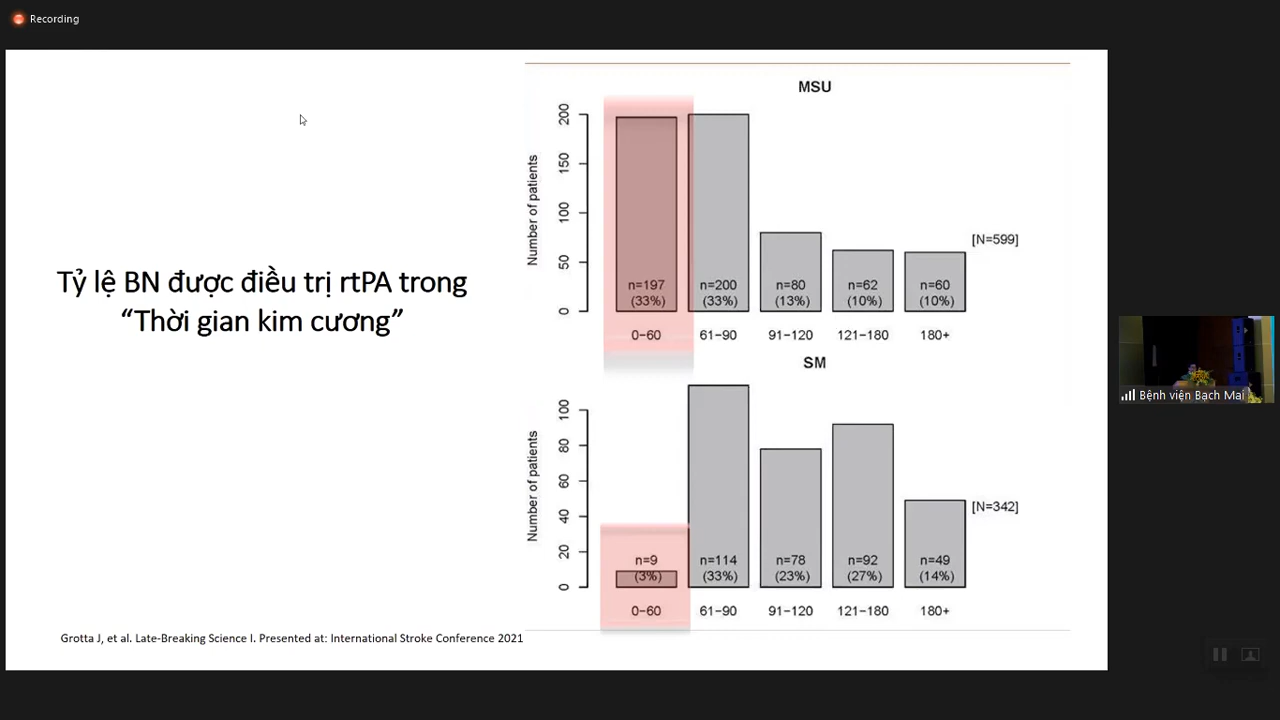 Recording
Tỷ lệ BN được điều trị rtPA trong
“Thời gian kim cương”
MSU
Number of patients
200
150
100
50
0
n=197
(33%)
n=200
(33%)
n=80
(13%)
n=62
(10%)
n=60
(10%)
[N=599]
0−60
61−90
91−120
121−180
180+
SM
Number of patients
100
80
60
40
20
0
n=9
(3%)
n=114
(33%)
n=78
(23%)
n=92
(27%)
n=49
(14%)
[N=342]
0−60
61−90
91−120
121−180
180+
Grotta J, et al. Late-Breaking Science I. Presented at: International Stroke Conference 2021
Bệnh viện Bạch Mai